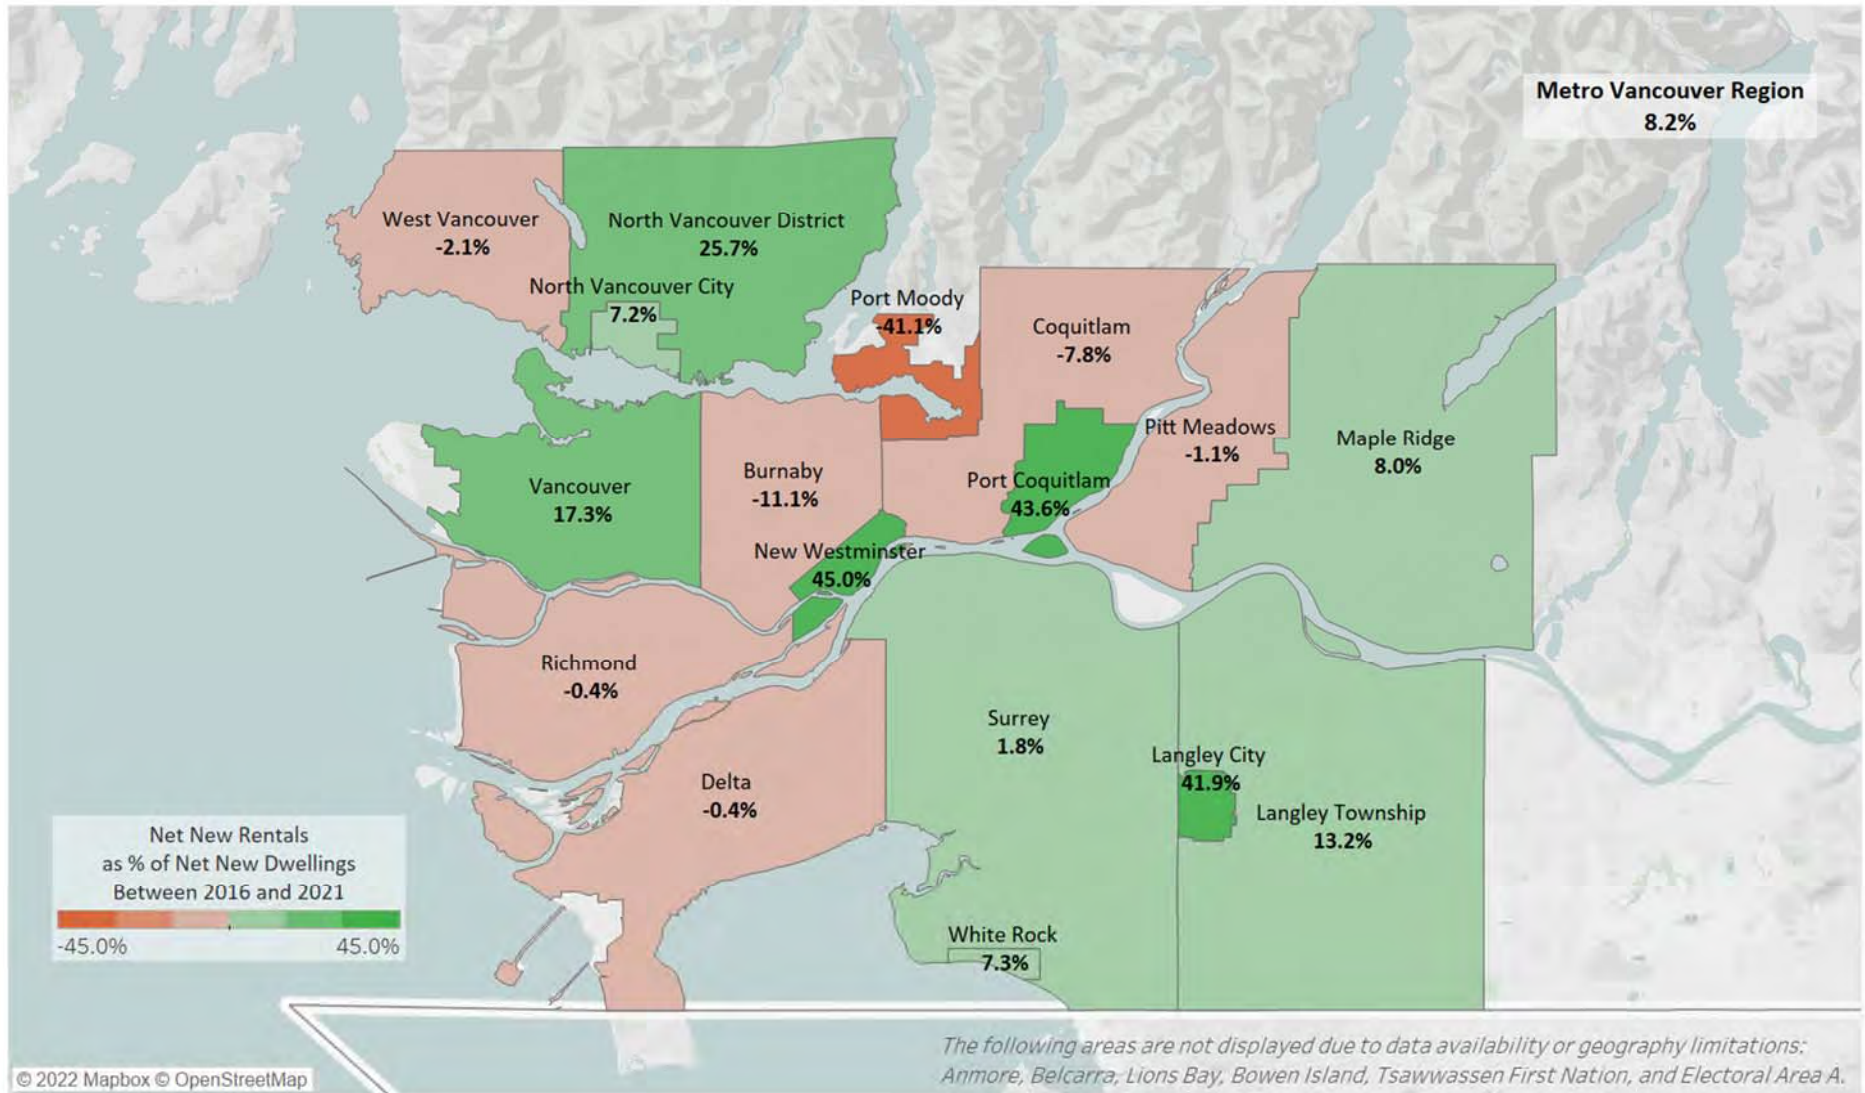 Metro Vancouver Region
8.2%
West Vancouver
-2.1%
North Vancouver District
25.7%
North Vancouver City
7.2%
Port Moody
-41.1%
Coquitlam
-7.8%
Pitt Meadows
-1.1%
Maple Ridge
8.0%
Vancouver
17.3%
Burnaby
-11.1%
Port Coquitlam
43.6%
New Westminster
45.0%
Richmond
-0.4%
Delta
-0.4%
Surrey
1.8%
Langley City
41.9%
Langley Township
13.2%
White Rock
7.3%
Net New Rentals
as % of Net New Dwellings
Between 2016 and 2021
-45.0% 45.0%
The following areas are not displayed due to data availability or geography limitations:
Anmore, Belcarra, Lions Bay, Bowen Island, Tsawwassen First Nation, and Electoral Area A.
© 2022 Mapbox © OpenStreetMap